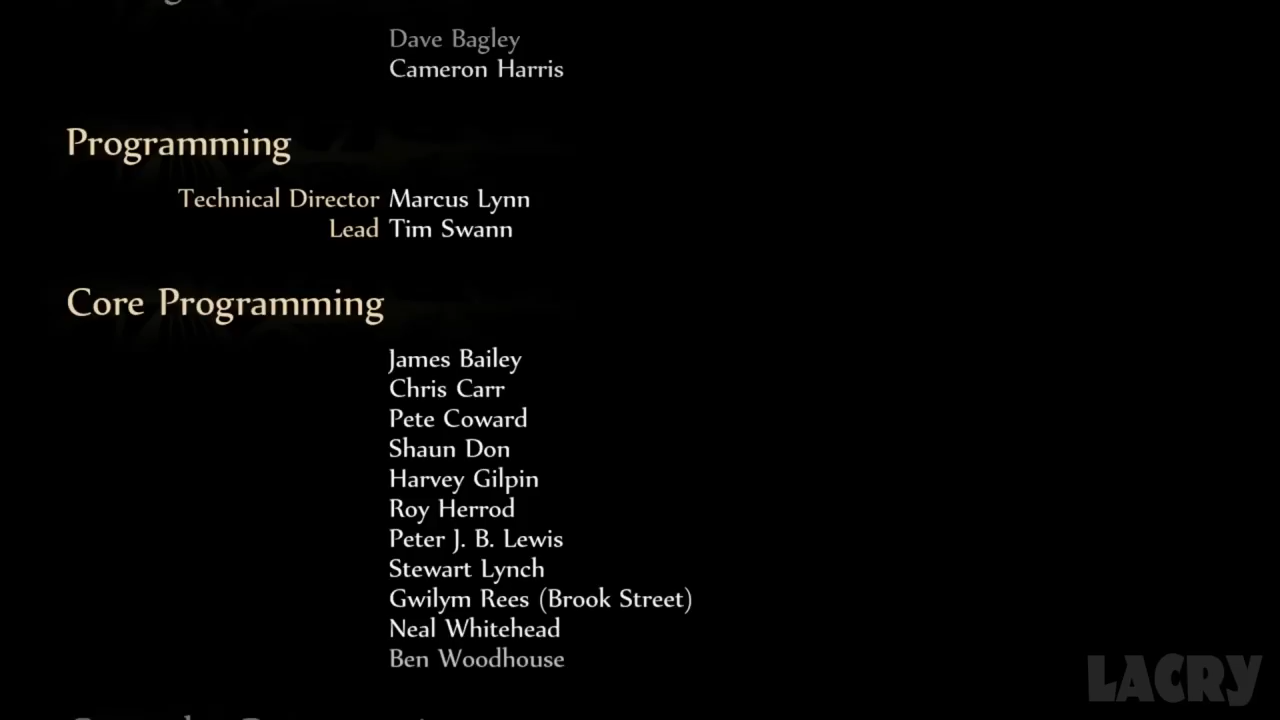 Dave Bagley
Cameron Harris
Programming
Technical Director Marcus Lynn
Lead Tim Swann
Core Programming
James Bailey
Chris Carr
Pete Coward
Shaun Don
Harvey Gilpin
Roy Herrod
Peter J. B. Lewis
Stewart Lynch
Gwilym Rees (Brook Street)
Neal Whitehead
Ben Woodhouse
LACRY